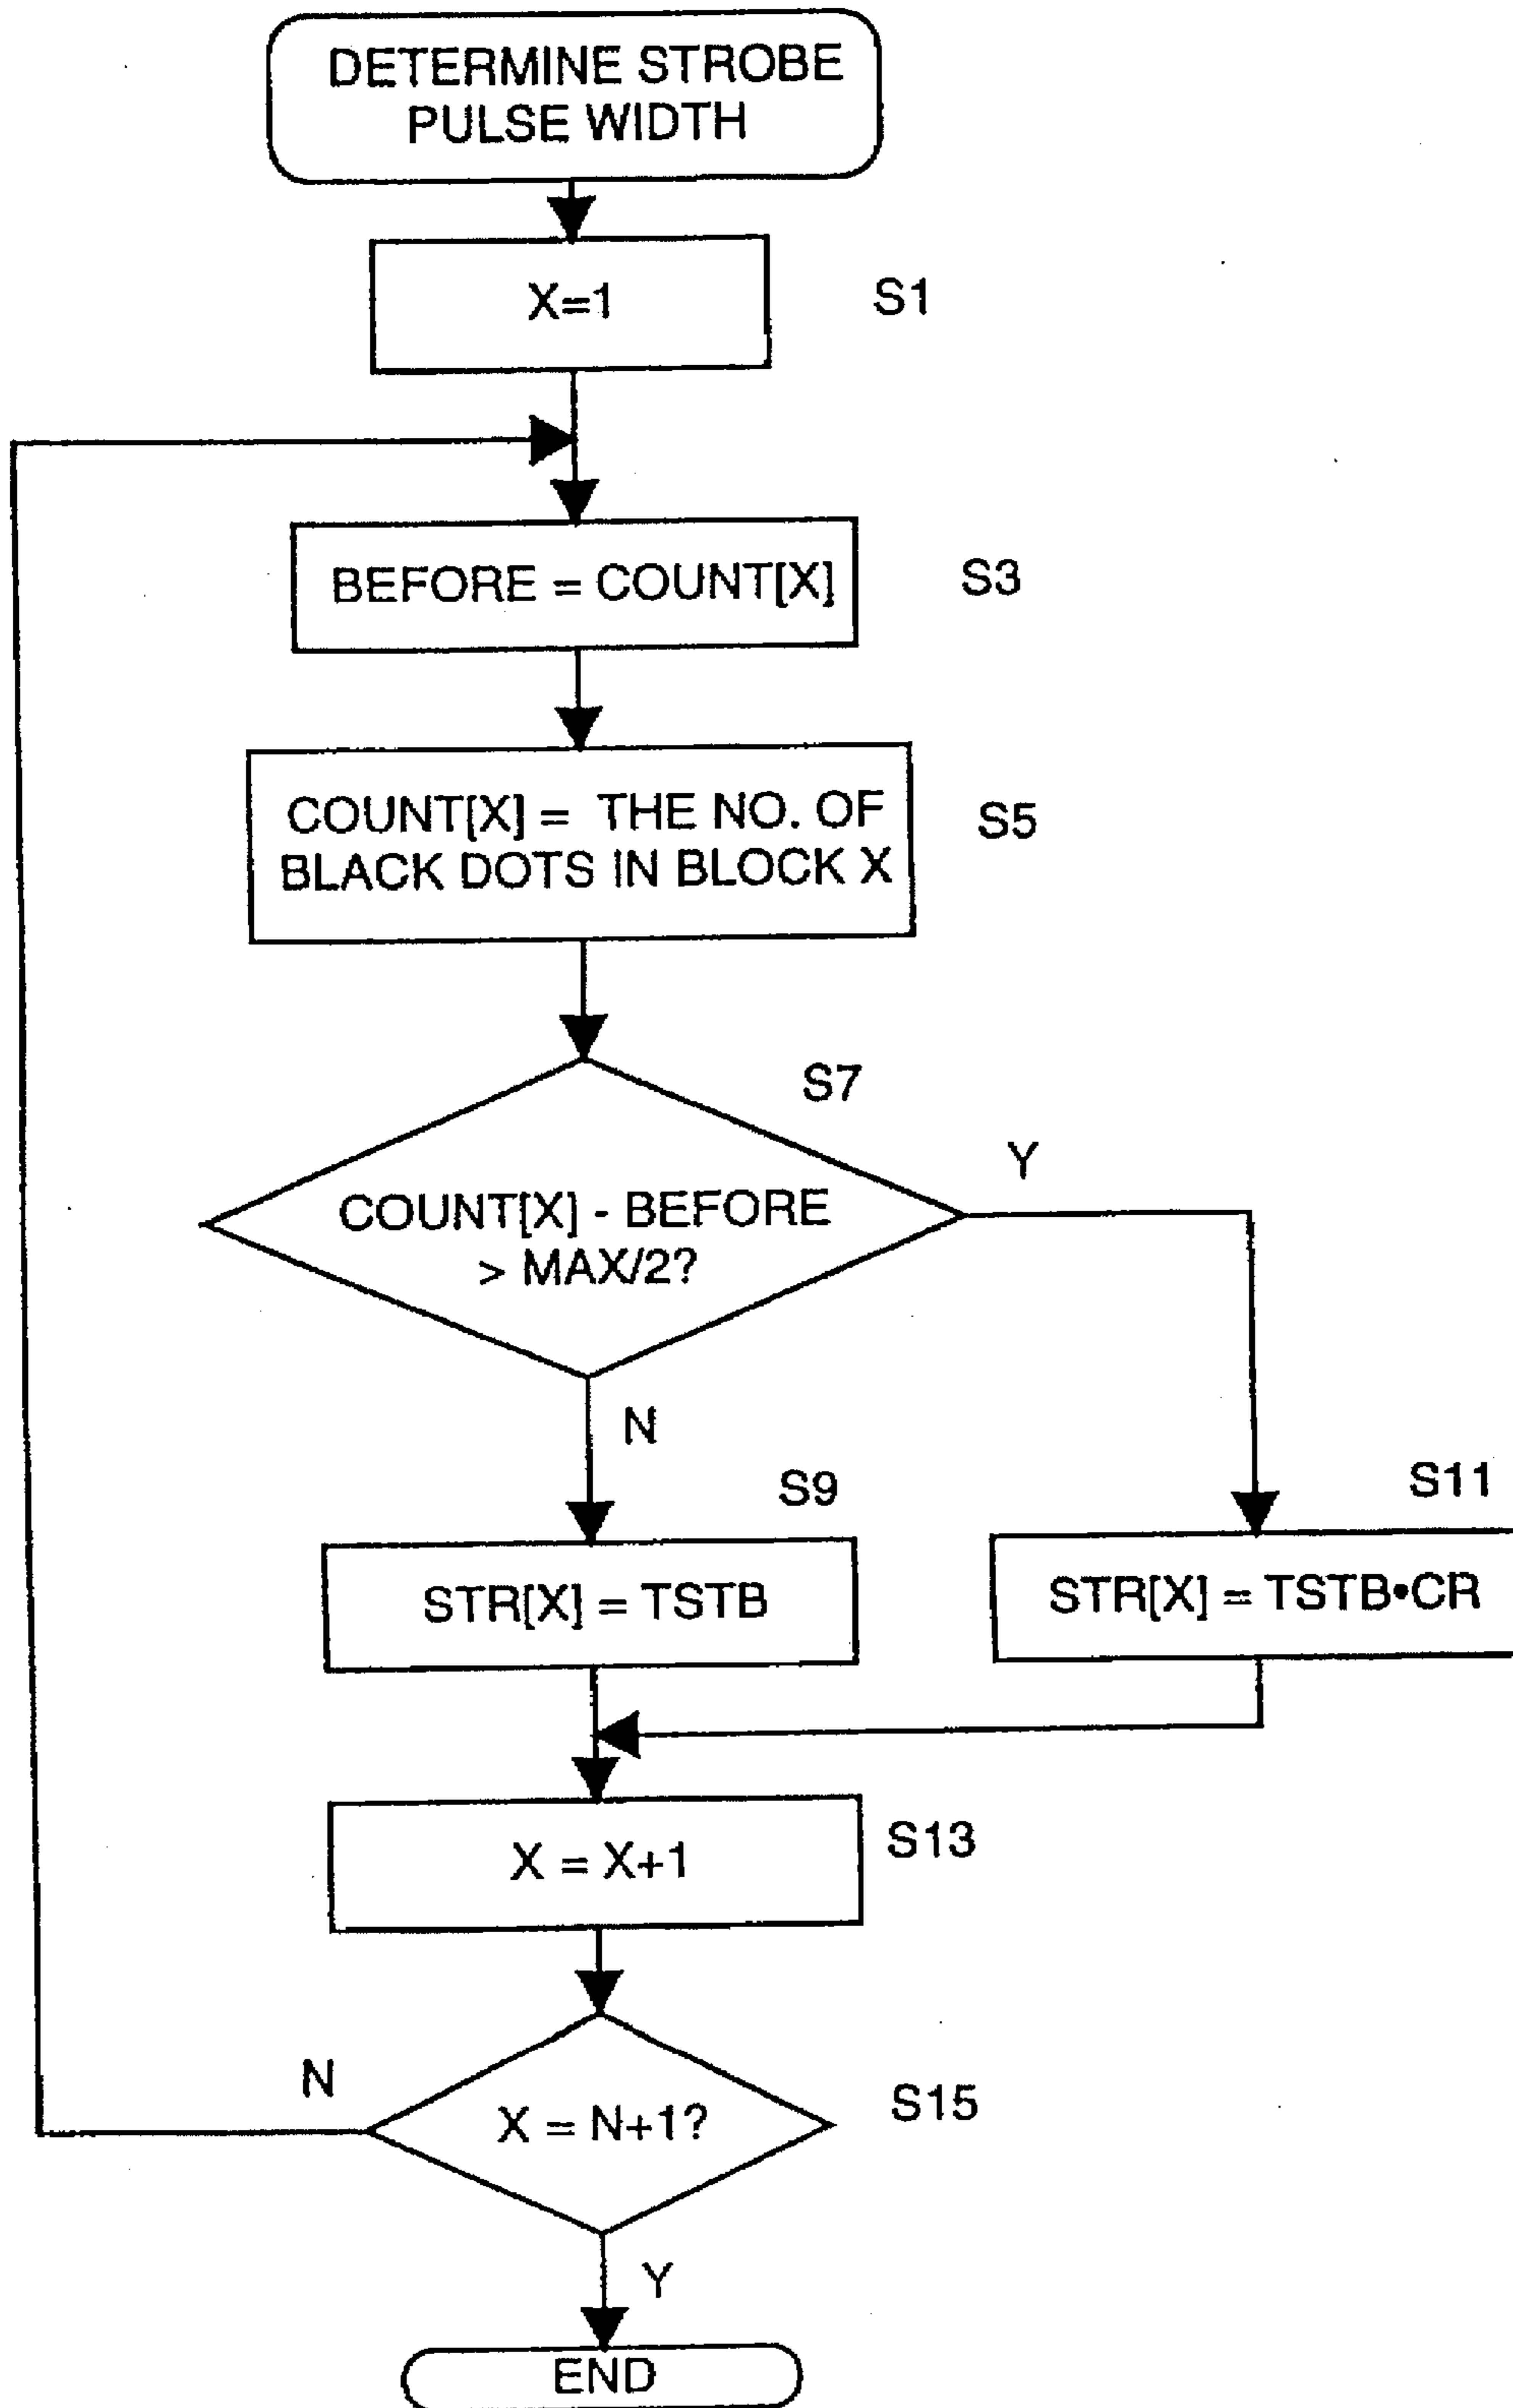 DETERMINE STROBE
PULSE WIDTH
X=1
S1
BEFORE = COUNT[X]
S3
COUNT[X] = THE NO. OF
BLACK DOTS IN BLOCK X
S5
S7
COUNT[X] - BEFORE
> MAX/2?
Y
N
S9
STR[X] = TSTB
S11
STR[X] = TSTB•CR
X = X+1
S13
N
X = N+1?
S15
Y
END